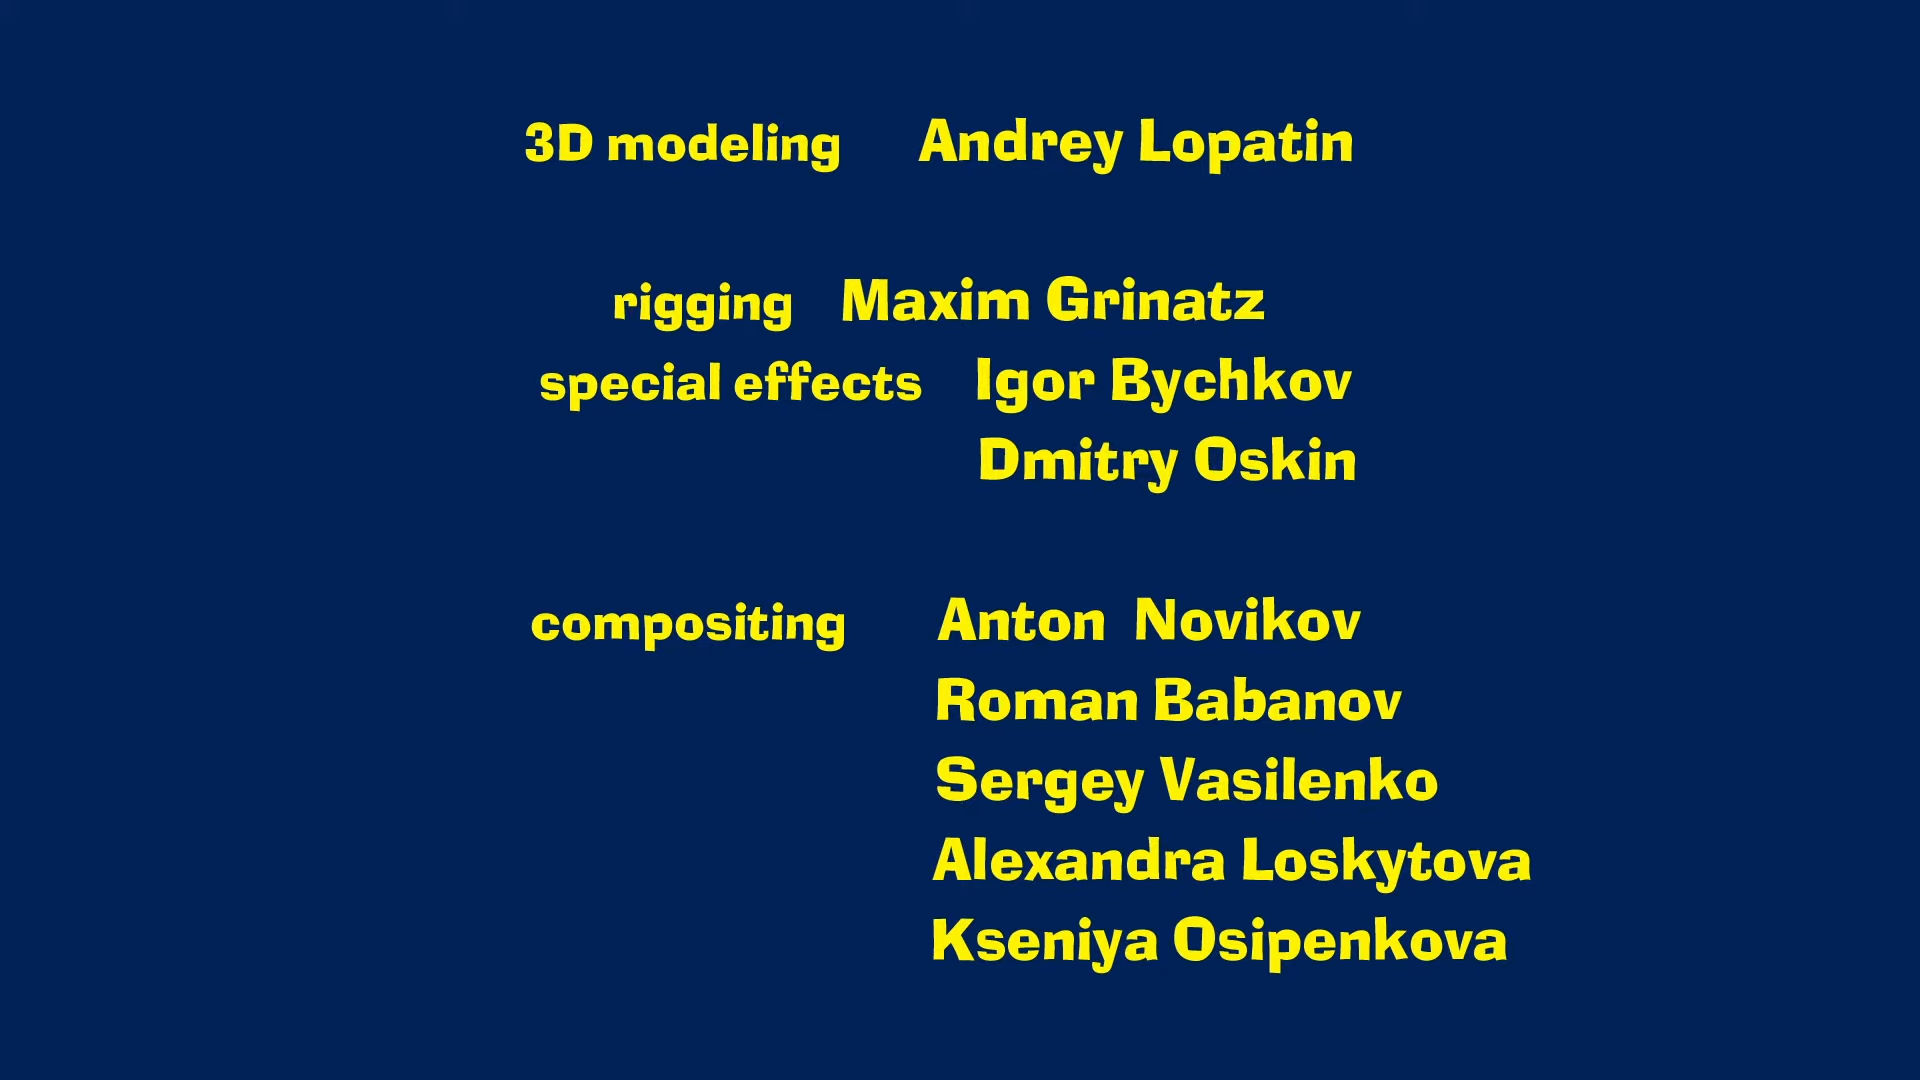 3D modeling Andrey Lopatin
rigging Maxim Grinatz
special effects Igor Bychkov
Dmitry Oskin
compositing Anton Novikov
Roman Babanov
Sergey Vasilenko
Alexandra Loskytova
Kseniya Osipenkova